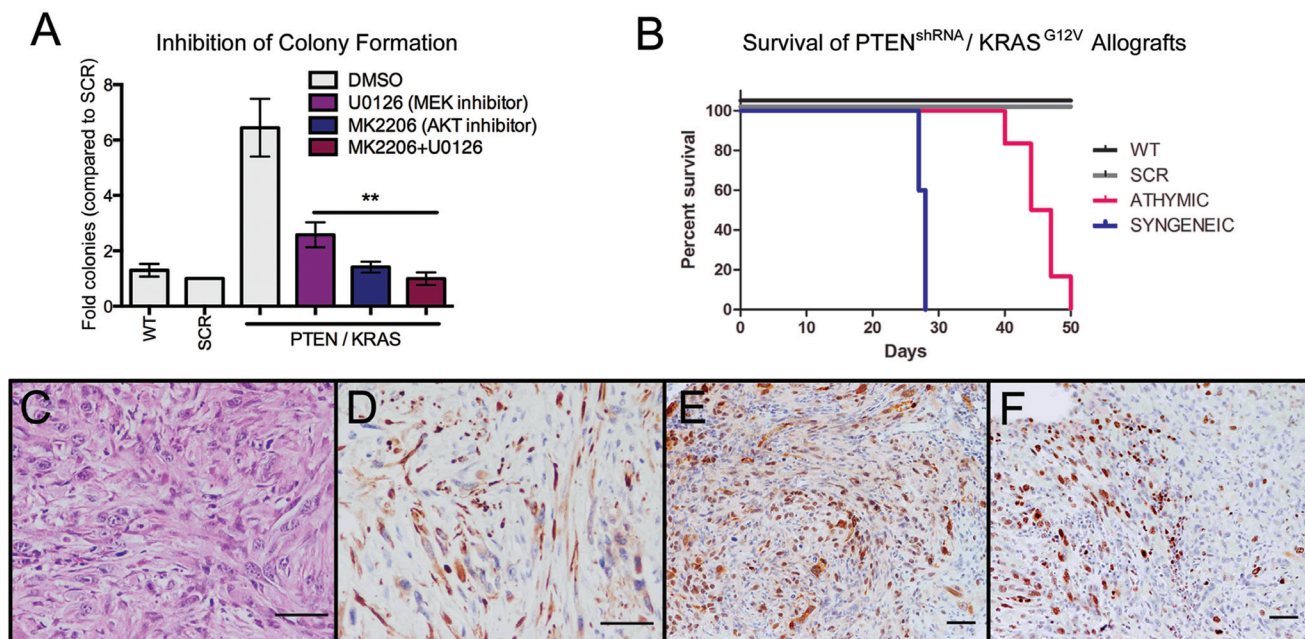 A
Inhibition of Colony Formation
Fold colonies (compared to SCR)
8
6
4
2
0
DMSO
U0126 (MEK inhibitor)
MK2206 (AKT inhibitor)
MK2206+U0126
**
WT
SCR
PTEN / KRAS
B
Survival of PTENshRNA / KRAS G12V Allografts
Percent survival
100
80
60
40
20
0
0
10
20
30
40
50
Days
WT
SCR
ATHYMIC
SYNGENEIC
C
D
E
F